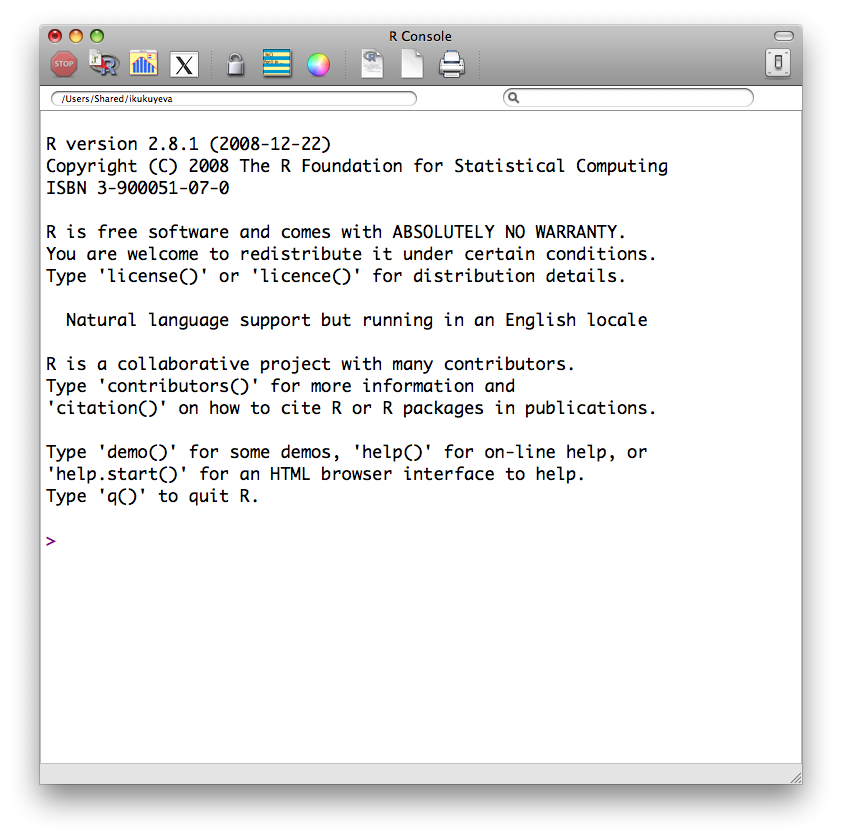 R Console
STOP
R
X
/Users/Shared/ikukuyeva
R version 2.8.1 (2008-12-22)
Copyright (C) 2008 The R Foundation for Statistical Computing
ISBN 3-900051-07-0
R is free software and comes with ABSOLUTELY NO WARRANTY.
You are welcome to redistribute it under certain conditions.
Type 'license()' or 'licence()' for distribution details.
Natural language support but running in an English locale
R is a collaborative project with many contributors.
Type 'contributors()' for more information and
'citation()' on how to cite R or R packages in publications.
Type 'demo()' for some demos, 'help()' for on-line help, or
'help.start()' for an HTML browser interface to help.
Type 'q()' to quit R.
>